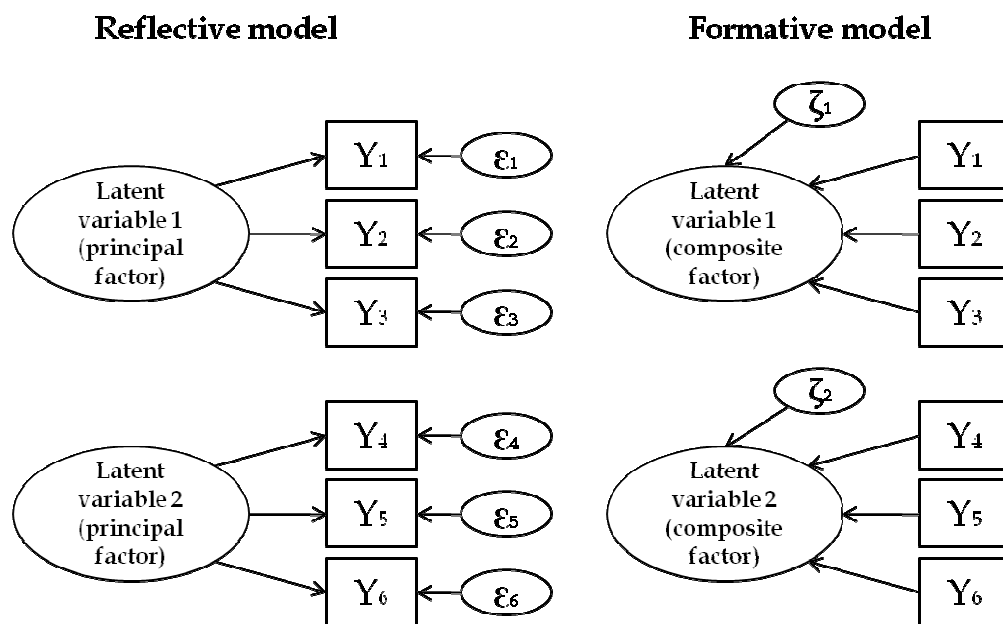 Reflective model
Latent
variable 1
(principal
factor)
Y1
Y2
Y3
ε1
ε2
ε3
Latent
variable 2
(principal
factor)
Y4
Y5
Y6
ε4
ε5
ε6
Formative model
ζ1
Latent
variable 1
(composite
factor)
Y1
Y2
Y3
ζ2
Latent
variable 2
(composite
factor)
Y4
Y5
Y6